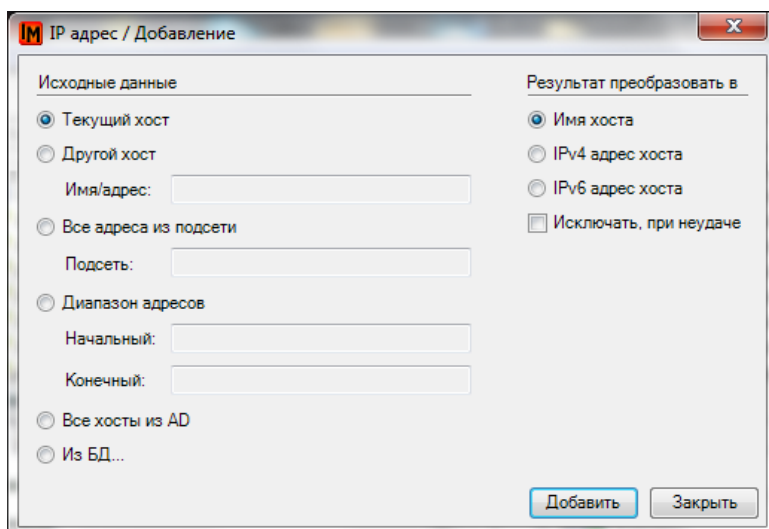 IM IP адрес / Добавление
Исходные данные
Текущий хост
Другой хост
Имя/адрес:
Все адреса из подсети
Подсеть:
Диапазон адресов
Начальный:
Конечный:
Все хосты из AD
Из БД...
Результат преобразовать в
Имя хоста
IPv4 адрес хоста
IPv6 адрес хоста
Исключать, при неудаче
Добавить
Закрыть